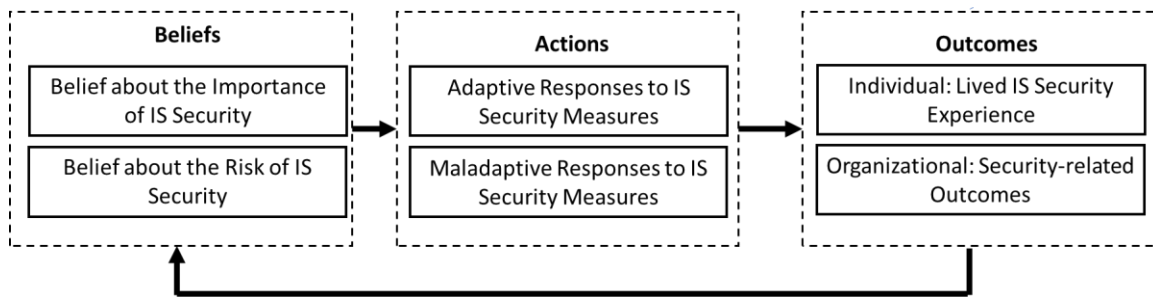 Beliefs
Belief about the Importance
of IS Security
Belief about the Risk of IS
Security
Actions
Adaptive Responses to IS
Security Measures
Maladaptive Responses to IS
Security Measures
Outcomes
Individual: Lived IS Security
Experience
Organizational: Security-related
Outcomes